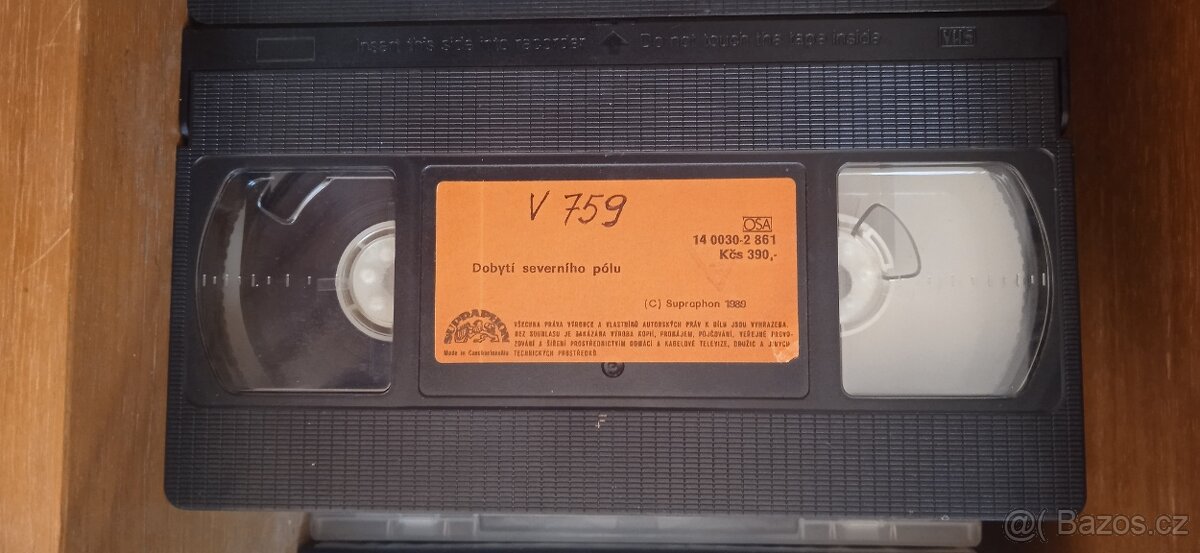 Insert this side into recorder Do not touch the tape inside VHS
V 759
OSA
14 0030-2 861
Kčs 390,-
Dobytí severního pólu
(C) Supraphon 1989
SUPRAPHON
Made in Czechoslovakia
VŠECHNA PRÁVA VÝROBCE A VLASTNÍKŮ AUTORSKÝCH PRÁV K DÍLU JSOU VYHRAZENA.
BEZ SOUHLASU JE ZAKÁZÁNA VÝROBA KOPIÍ, PRONÁJEM, PŮJČOVÁNÍ, VEŘEJNÉ PROVO-
ZOVÁNÍ A ŠÍŘENÍ PROSTŘEDNICTVÍM DOMÁCÍ A KABELOVÉ TELEVIZE, DRUŽIC A JINÝCH
TECHNICKÝCH PROSTŘEDKŮ
F
@( Bazos.cz